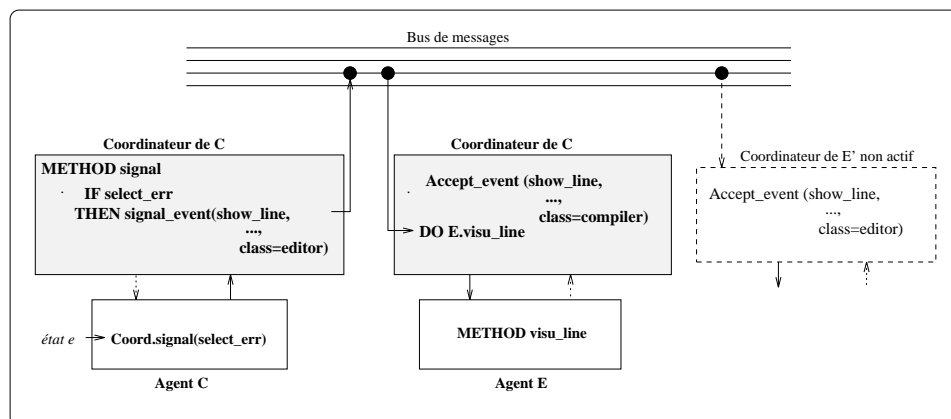 Bus de messages
Coordinateur de C
METHOD signal
IF select_err
THEN signal_event(show_line,
...,
class=editor)
état e
Coord.signal(select_err)
Agent C
Coordinateur de C
Accept_event (show_line,
...,
class=compiler)
DO E.visu_line
METHOD visu_line
Agent E
Coordinateur de E’ non actif
Accept_event (show_line,
...,
class=editor)